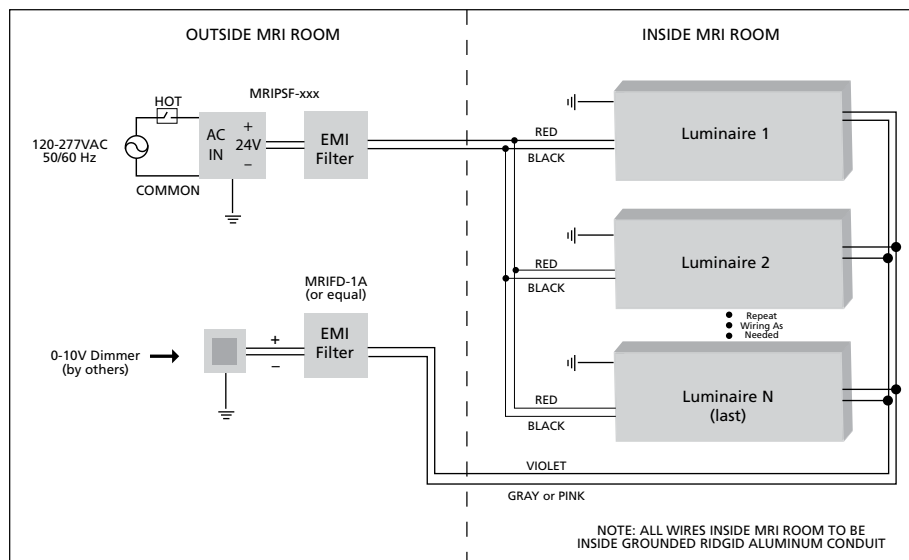 OUTSIDE MRI ROOM
INSIDE MRI ROOM
MRIPSF-xxx
HOT
AC
IN
+
24V
−
EMI
Filter
120-277VAC
50/60 Hz
COMMON
RED
BLACK
Luminaire 1
RED
BLACK
Luminaire 2
Repeat
Wiring As
Needed
MRIFD-1A
(or equal)
0-10V Dimmer
(by others)
+
−
EMI
Filter
RED
BLACK
Luminaire N
(last)
VIOLET
GRAY or PINK
NOTE: ALL WIRES INSIDE MRI ROOM TO BE
INSIDE GROUNDED RIDGID ALUMINUM CONDUIT